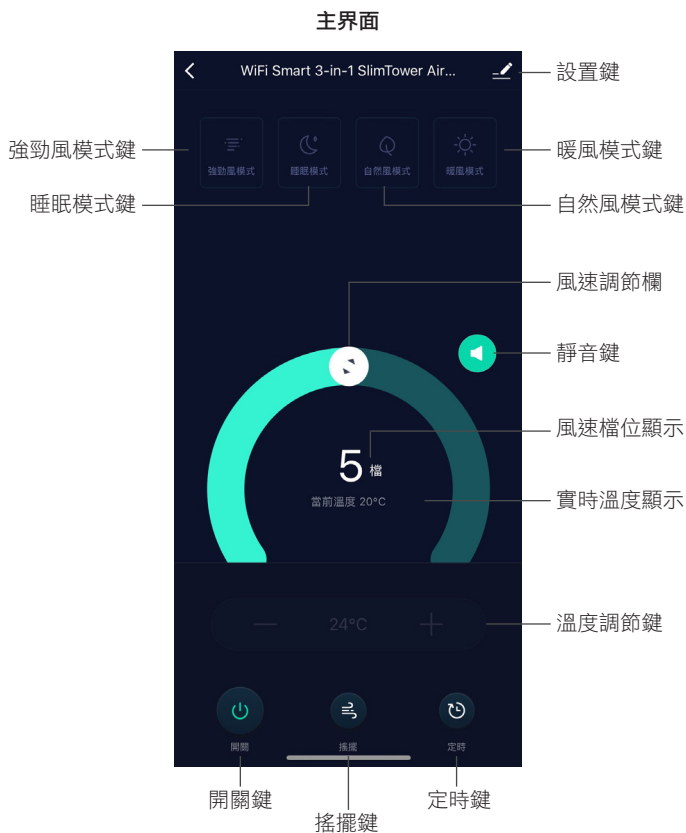 主界面
WiFi Smart 3-in-1 SlimTower Air...
設置鍵
強勁風模式鍵
強勁風模式
睡眠模式
自然風模式
暖風模式
暖風模式鍵
睡眠模式鍵
自然風模式鍵
風速調節欄
靜音鍵
風速檔位顯示
5 檔
當前溫度 20°C
實時溫度顯示
24°C
溫度調節鍵
開關
搖擺
定時
開關鍵
定時鍵
搖擺鍵